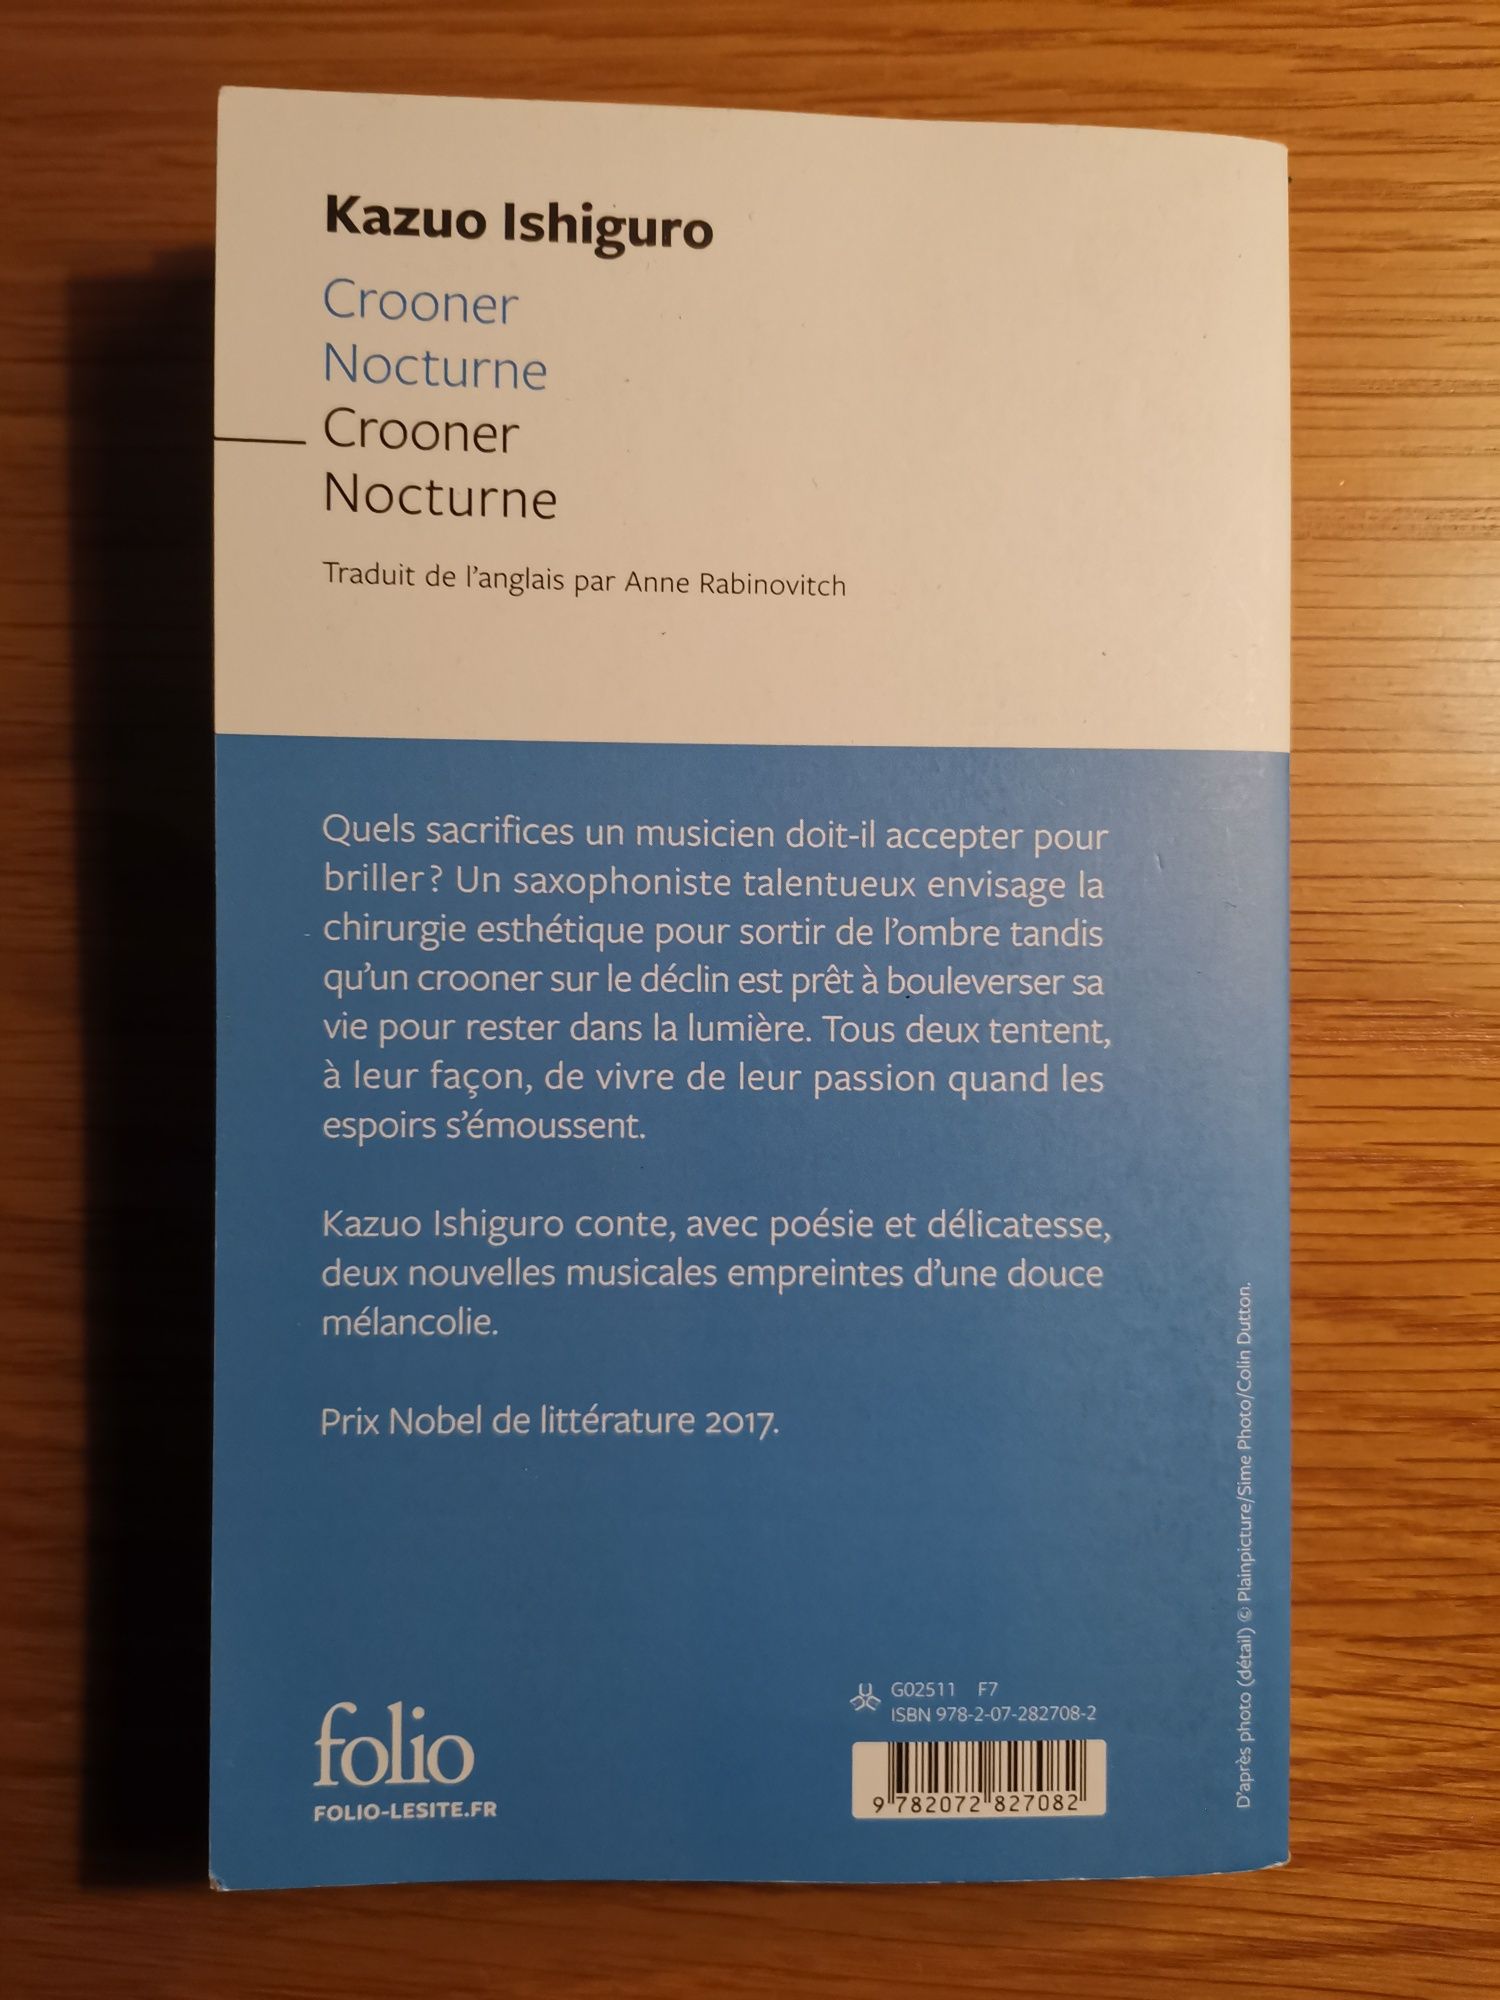 Kazuo Ishiguro
Crooner
Nocturne
Crooner
Nocturne
Traduit de l'anglais par Anne Rabinovitch
Quels sacrifices un musicien doit-il accepter pour
briller ? Un saxophoniste talentueux envisage la
chirurgie esthétique pour sortir de l'ombre tandis
qu'un crooner sur le déclin est prêt à bouleverser sa
vie pour rester dans la lumière. Tous deux tentent,
à leur façon, de vivre de leur passion quand les
espoirs s'émoussent.
Kazuo Ishiguro conte, avec poésie et délicatesse,
deux nouvelles musicales empreintes d'une douce
mélancolie.
Prix Nobel de littérature 2017.
folio
FOLIO-LESITE.FR
G02511 F7
ISBN 978-2-07-282708-2
9 782072 827082
D'après photo (détail) © Plainpicture/Sime Photo/Colin Dutton.